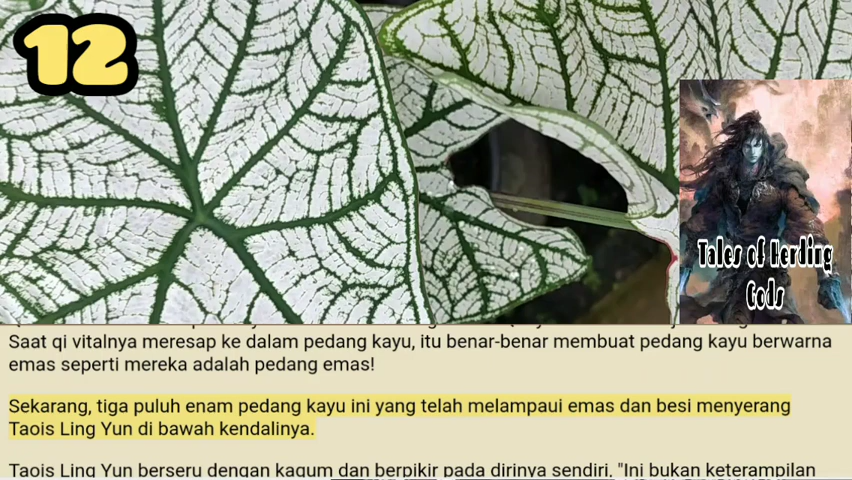 12
Tales of Herding
Gods
Saat qi vitalnya meresap ke dalam pedang kayu, itu benar-benar membuat pedang kayu berwarna
emas seperti mereka adalah pedang emas!
Sekarang, tiga puluh enam pedang kayu ini yang telah melampaui emas dan besi menyerang
Taois Ling Yun di bawah kendalinya.
Taois Ling Yun berseru dengan kagum dan berpikir pada dirinya sendiri, "Ini bukan keterampilan